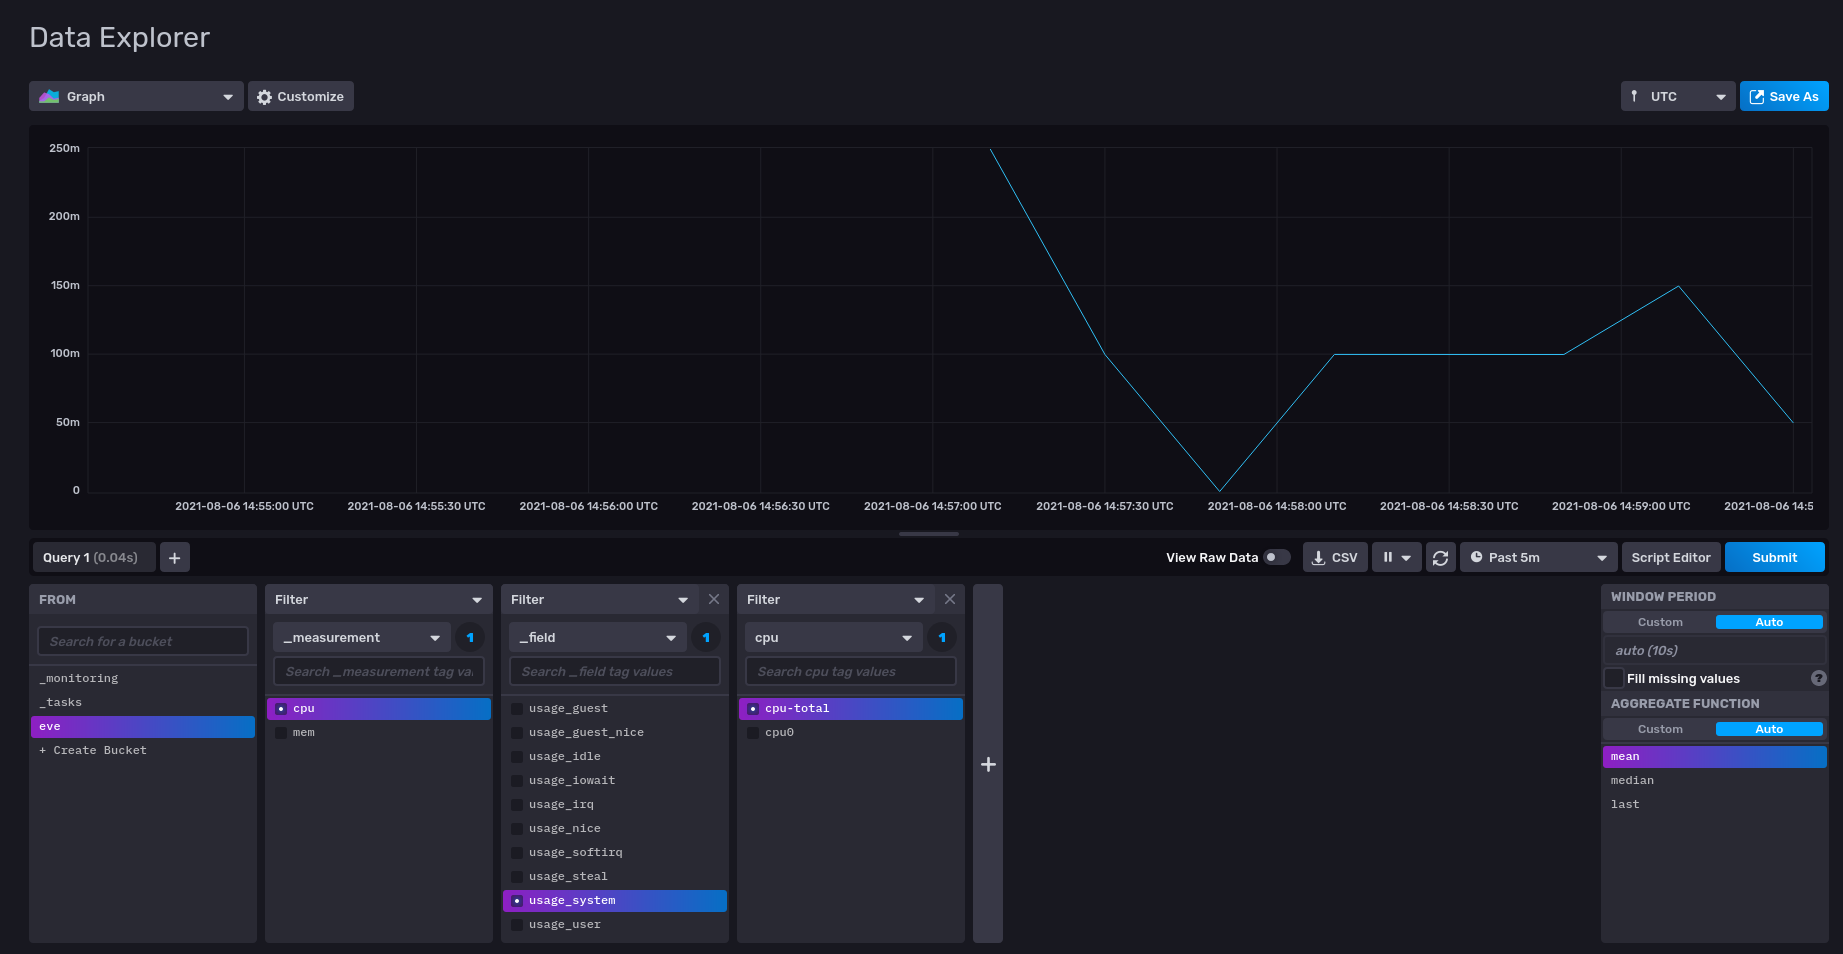 Data Explorer
Graph
Customize
UTC
Save As
250m
200m
150m
100m
50m
0
2021-08-06 14:55:00 UTC
2021-08-06 14:55:30 UTC
2021-08-06 14:56:00 UTC
2021-08-06 14:56:30 UTC
2021-08-06 14:57:00 UTC
2021-08-06 14:57:30 UTC
2021-08-06 14:58:00 UTC
2021-08-06 14:58:30 UTC
2021-08-06 14:59:00 UTC
2021-08-06 14:5
Query 1 (0.04s)
+
View Raw Data
CSV
Past 5m
Script Editor
Submit
FROM
Search for a bucket
_monitoring
_tasks
eve
+ Create Bucket
Filter
_measurement
1
Search _measurement tag va
cpu
mem
Filter
_field
1
Search _field tag values
usage_guest
usage_guest_nice
usage_idle
usage_iowait
usage_irq
usage_nice
usage_softirq
usage_steal
usage_system
usage_user
Filter
cpu
1
Search cpu tag values
cpu-total
cpu0
+
WINDOW PERIOD
Custom
Auto
auto (10s)
Fill missing values
?
AGGREGATE FUNCTION
Custom
Auto
mean
median
last